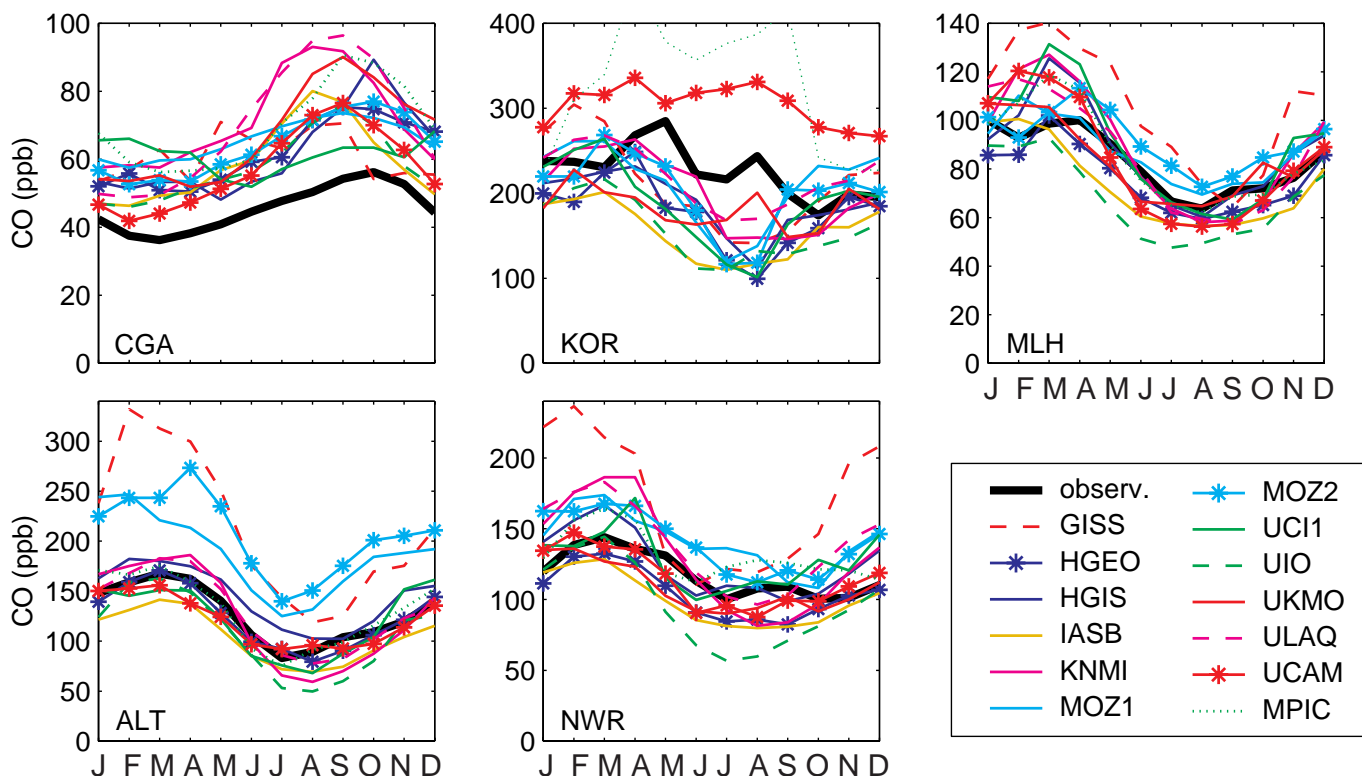 CO (ppb)
100
80
60
40
20
0
CGA
400
300
200
100
0
KOR
140
120
100
80
60
40
20
0
MLH
J F M A M J J A S O N D
CO (ppb)
300
250
200
150
100
50
0
ALT
J F M A M J J A S O N D
200
150
100
50
0
NWR
J F M A M J J A S O N D
observ.
GISS
HGEO
HGIS
IASB
KNMI
MOZ1
MOZ2
UCI1
UIO
UKMO
ULAQ
UCAM
MPIC